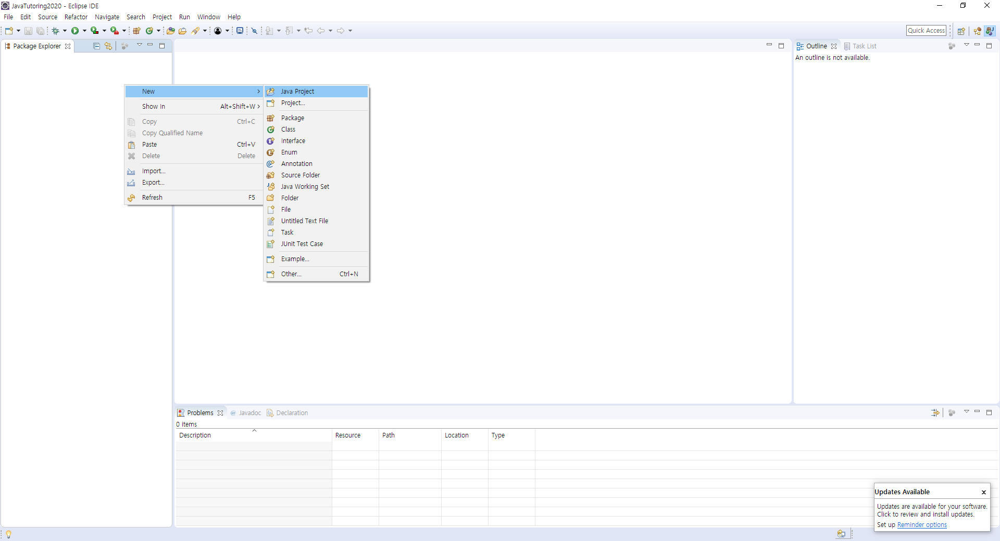 JavaTutoring2020 - Eclipse IDE
File Edit Source Refactor Navigate Search Project Run Window Help
Quick Access
Package Explorer
Outline Task List
An outline is not available.
New
Show In Alt+Shift+W
Copy Ctrl+C
Copy Qualified Name
Paste Ctrl+V
Delete Delete
Import...
Export...
Refresh F5
Java Project
Project...
Package
Class
Interface
Enum
Annotation
Source Folder
Java Working Set
Folder
File
Untitled Text File
Task
JUnit Test Case
Example...
Other... Ctrl+N
Problems @ Javadoc Declaration
0 items
Description Resource Path Location Type
Updates Available
Updates are available for your software.
Click to review and install updates.
Set up Reminder options